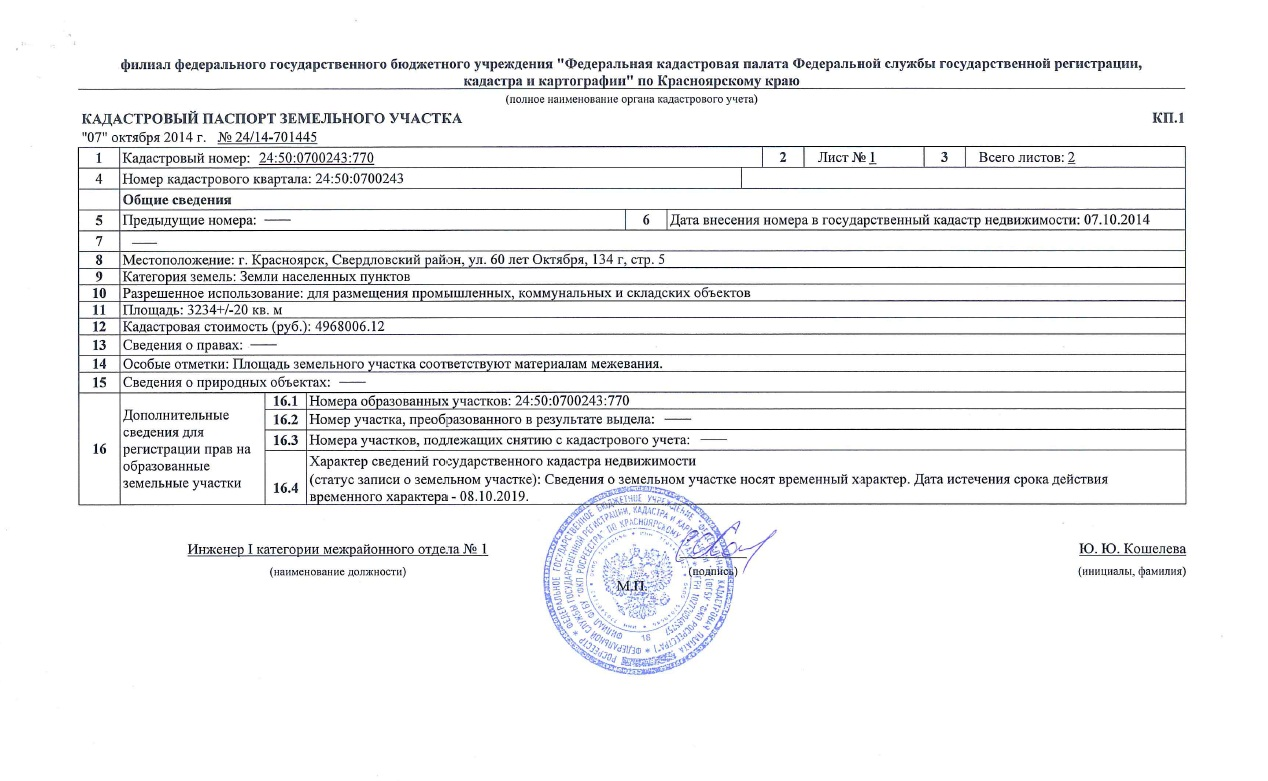 филиал федерального государственного бюджетного учреждения "Федеральная кадастровая палата Федеральной службы государственной регистрации,
кадастра и картографии" по Красноярскому краю
(полное наименование органа кадастрового учета)
КАДАСТРОВЫЙ ПАСПОРТ ЗЕМЕЛЬНОГО УЧАСТКА КП.1
"07" октября 2014 г. № 24/14-701445
1 Кадастровый номер: 24:50:0700243:770 2 Лист № 1 3 Всего листов: 2
4 Номер кадастрового квартала: 24:50:0700243
Общие сведения
5 Предыдущие номера: —— 6 Дата внесения номера в государственный кадастр недвижимости: 07.10.2014
7 ——
8 Местоположение: г. Красноярск, Свердловский район, ул. 60 лет Октября, 134 г, стр. 5
9 Категория земель: Земли населенных пунктов
10 Разрешенное использование: для размещения промышленных, коммунальных и складских объектов
11 Площадь: 3234+/-20 кв. м
12 Кадастровая стоимость (руб.): 4968006.12
13 Сведения о правах: ——
14 Особые отметки: Площадь земельного участка соответствуют материалам межевания.
15 Сведения о природных объектах: ——
16 Дополнительные
сведения для
регистрации прав на
образованные
земельные участки
16.1 Номера образованных участков: 24:50:0700243:770
16.2 Номер участка, преобразованного в результате выдела: ——
16.3 Номера участков, подлежащих снятию с кадастрового учета: ——
16.4 Характер сведений государственного кадастра недвижимости
(статус записи о земельном участке): Сведения о земельном участке носят временный характер. Дата истечения срока действия
временного характера - 08.10.2019.
Инженер I категории межрайонного отдела № 1 Ю. Ю. Кошелева
(наименование должности) (подпись) (инициалы, фамилия)
М.П.